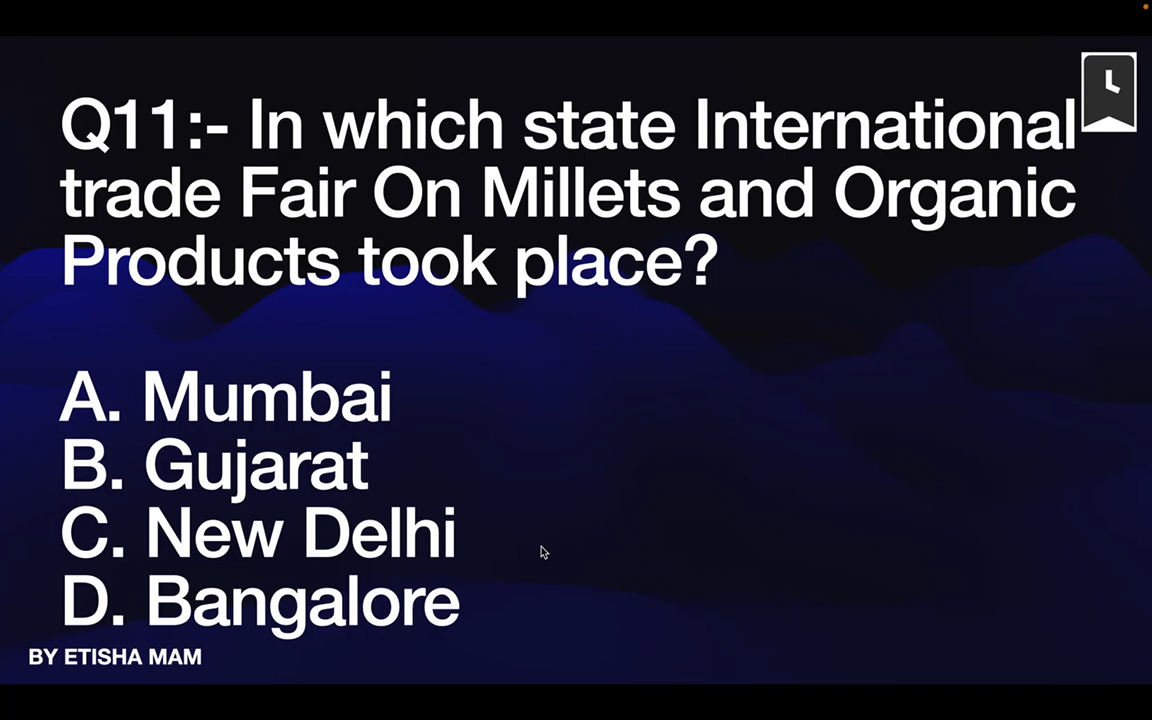 Q11:- In which state International
trade Fair On Millets and Organic
Products took place?
A. Mumbai
B. Gujarat
C. New Delhi
D. Bangalore
BY ETISHA MAM